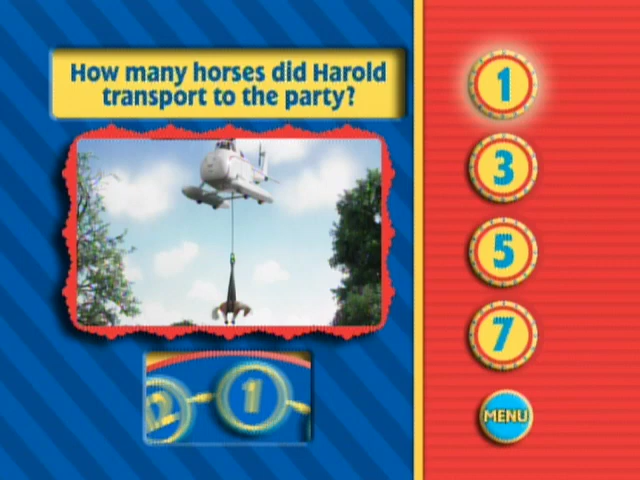 How many horses did Harold
transport to the party?
1
3
5
7
MENU
2
1